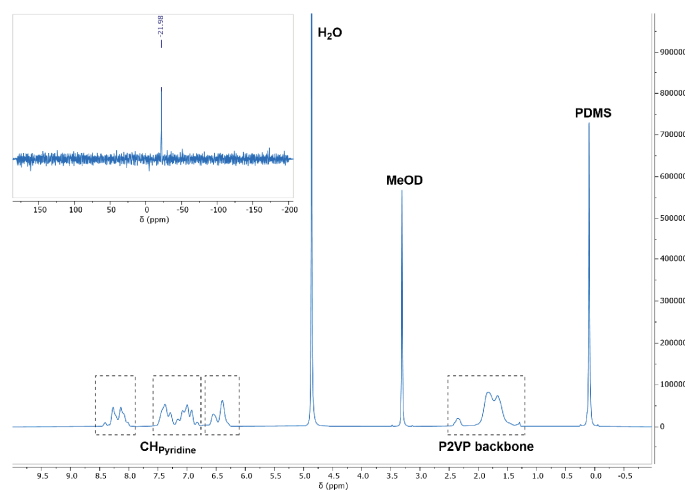 -21.98
150 100 50 0 -50 -100 -150 -200
δ (ppm)
H₂O
MeOD
PDMS
CHPyridine
P2VP backbone
900000
800000
700000
600000
500000
400000
300000
200000
100000
0
9.5 9.0 8.5 8.0 7.5 7.0 6.5 6.0 5.5 5.0 4.5 4.0 3.5 3.0 2.5 2.0 1.5 1.0 0.5 0.0 -0.5
δ (ppm)